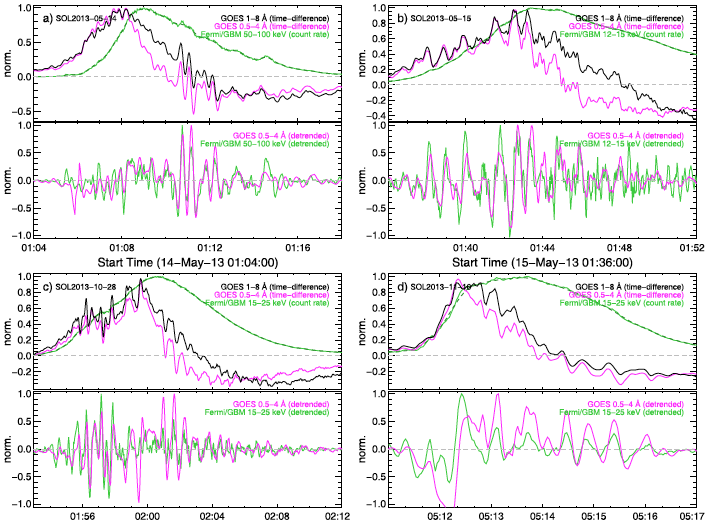 a) SOL2013-05-14 GOES 1-8 Å (time-difference)
GOES 0.5-4 Å (time-difference)
Fermi/GBM 50-100 keV (count rate)
norm.
1.0
0.5
0.0
-0.5
GOES 0.5-4 Å (detrended)
Fermi/GBM 50-100 keV (detrended)
norm.
1.0
0.5
0.0
-0.5
-1.0
01:04 01:08 01:12 01:16
Start Time (14-May-13 01:04:00)
b) SOL2013-05-15 GOES 1-8 Å (time-difference)
GOES 0.5-4 Å (time-difference)
Fermi/GBM 12-15 keV (count rate)
norm.
1.0
0.8
0.6
0.4
0.2
0.0
-0.2
-0.4
GOES 0.5-4 Å (detrended)
Fermi/GBM 12-15 keV (detrended)
norm.
1.0
0.5
0.0
-0.5
-1.0
01:40 01:44 01:48 01:52
Start Time (15-May-13 01:36:00)
c) SOL2013-10-28 GOES 1-8 Å (time-difference)
GOES 0.5-4 Å (time-difference)
Fermi/GBM 15-25 keV (count rate)
norm.
1.0
0.8
0.6
0.4
0.2
0.0
-0.2
GOES 0.5-4 Å (detrended)
Fermi/GBM 15-25 keV (detrended)
norm.
1.0
0.5
0.0
-0.5
-1.0
01:56 02:00 02:04 02:08 02:12
d) GOES 1-8 Å (time-difference)
GOES 0.5-4 Å (time-difference)
Fermi/GBM 15-25 keV (count rate)
norm.
1.0
0.8
0.6
0.4
0.2
0.0
-0.2
GOES 0.5-4 Å (detrended)
Fermi/GBM 15-25 keV (detrended)
norm.
1.0
0.5
0.0
-0.5
-1.0
05:12 05:13 05:14 05:15 05:16 05:17